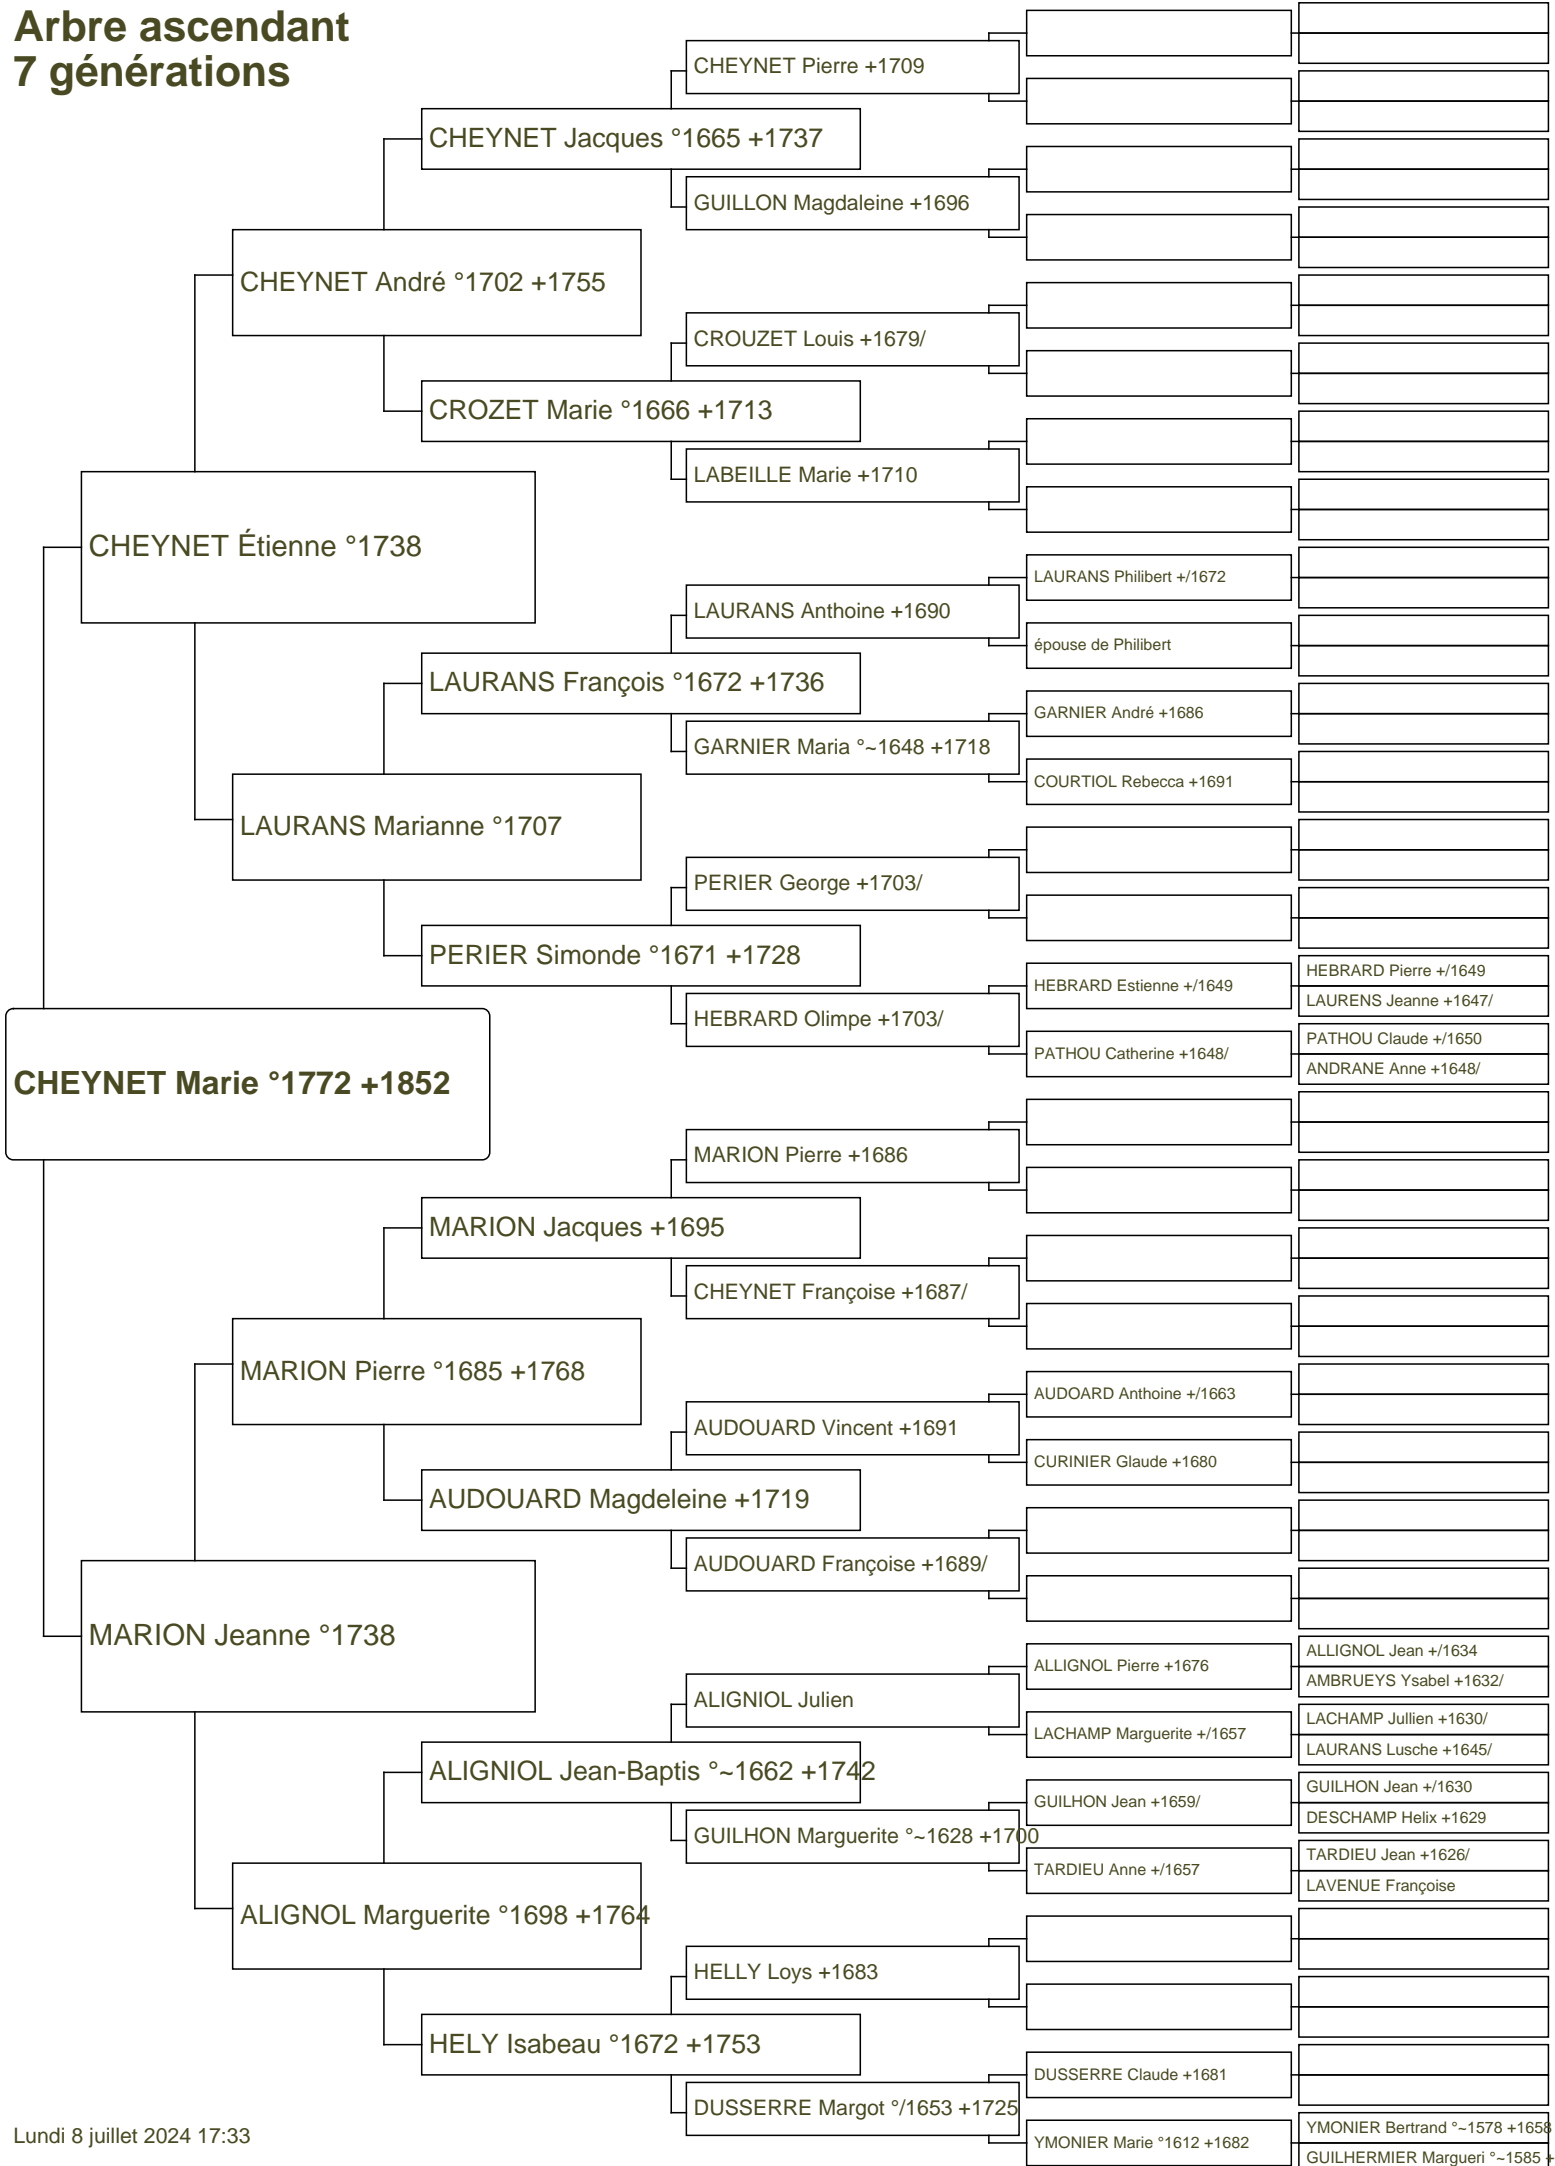 Arbre ascendant
7 générations
CHEYNET Pierre +1709
CHEYNET Jacques °1665 +1737
GUILLON Magdaleine +1696
CHEYNET André °1702 +1755
CROUZET Louis +1679/
CROZET Marie °1666 +1713
LABEILLE Marie +1710
CHEYNET Étienne °1738
LAURANS Philibert +/1672
LAURANS Anthoine +1690
épouse de Philibert
LAURANS François °1672 +1736
GARNIER André +1686
GARNIER Maria °~1648 +1718
COURTIOL Rebecca +1691
LAURANS Marianne °1707
PERIER George +1703/
PERIER Simonde °1671 +1728
HEBRARD Pierre +/1649
HEBRARD Estienne +/1649
LAURENS Jeanne +1647/
HEBRARD Olimpe +1703/
PATHOU Claude +/1650
PATHOU Catherine +1648/
ANDRANE Anne +1648/
CHEYNET Marie °1772 +1852
MARION Pierre +1686
MARION Jacques +1695
CHEYNET Françoise +1687/
MARION Pierre °1685 +1768
AUDOARD Anthoine +/1663
AUDOUARD Vincent +1691
CURINIER Glaude +1680
AUDOUARD Magdeleine +1719
AUDOUARD Françoise +1689/
MARION Jeanne °1738
ALLIGNOL Jean +/1634
ALLIGNOL Pierre +1676
AMBRUEYS Ysabel +1632/
ALIGNIOL Julien
LACHAMP Jullien +1630/
LACHAMP Marguerite +/1657
LAURANS Lusche +1645/
ALIGNIOL Jean-Baptis °~1662 +1742
GUILHON Jean +/1630
GUILHON Jean +1659/
DESCHAMP Helix +1629
GUILHON Marguerite °~1628 +1700
TARDIEU Jean +1626/
TARDIEU Anne +/1657
LAVENUE Françoise
ALIGNOL Marguerite °1698 +1764
HELLY Loys +1683
HELY Isabeau °1672 +1753
DUSSERRE Claude +1681
DUSSERRE Margot °/1653 +1725
YMONIER Bertrand °~1578 +1658
YMONIER Marie °1612 +1682
GUILHERMIER Margueri °~1585 +
Lundi 8 juillet 2024 17:33